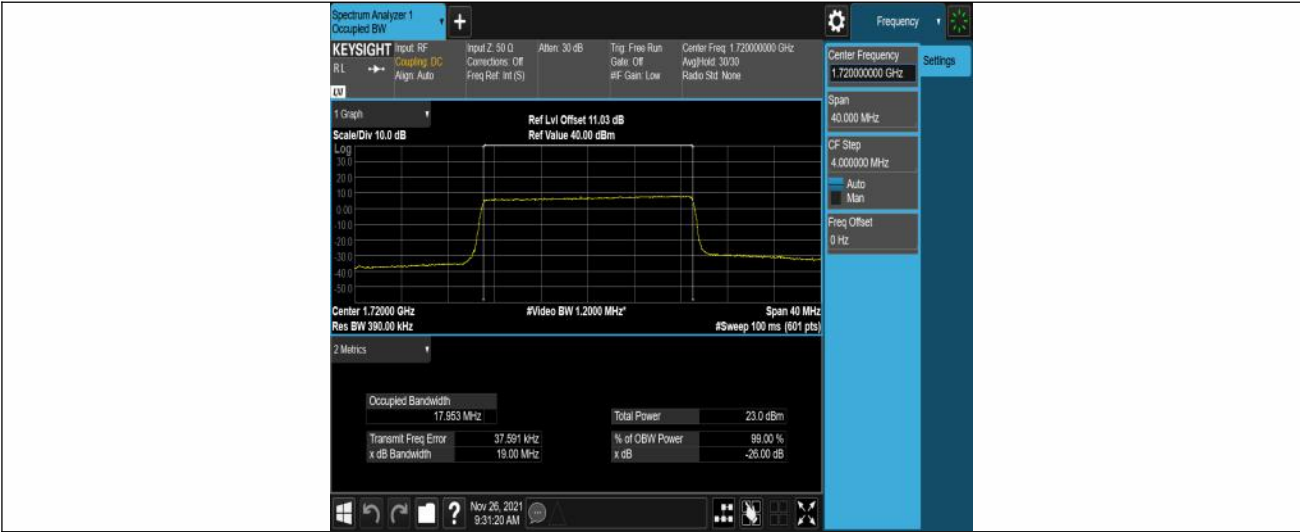 Spectrum Analyzer 1
Occupied BW
+
Frequency
KEYSIGHT
RL
Input: RF
Coupling: DC
Align: Auto
Input Z: 50 Ω
Corrections: Off
Freq Ref: Int (S)
Atten: 30 dB
Trig: Free Run
Gate: Off
#IF Gain: Low
Center Freq: 1.720000000 GHz
Avg|Hold: 30/30
Radio Std: None
LV
Center Frequency
1.720000000 GHz
Settings
Span
40.000 MHz
CF Step
4.000000 MHz
Auto
Man
Freq Offset
0 Hz
1 Graph
Scale/Div 10.0 dB
Ref Lvl Offset 11.03 dB
Ref Value 40.00 dBm
Log
30.0
20.0
10.0
0.00
-10.0
-20.0
-30.0
-40.0
-50.0
Center 1.72000 GHz
#Video BW 1.2000 MHz*
Span 40 MHz
Res BW 390.00 kHz
#Sweep 100 ms (601 pts)
2 Metrics
Occupied Bandwidth
17.953 MHz
Total Power 23.0 dBm
Transmit Freq Error 37.591 kHz
% of OBW Power 99.00 %
x dB Bandwidth 19.00 MHz
x dB -26.00 dB
?
Nov 26, 2021
9:31:20 AM